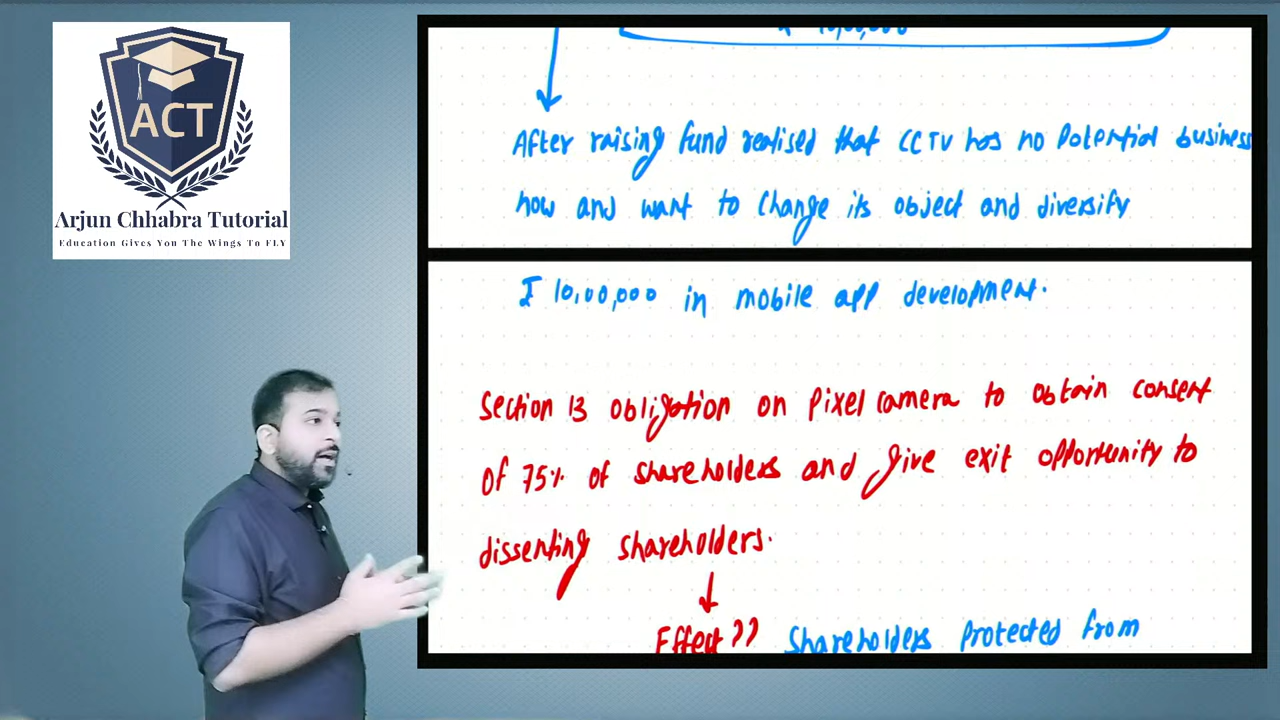 ACT
Arjun Chhabra Tutorial
Education Gives You The Wings To FLY
10,00,000
After raising fund realised that CCTV has no Potential business
now and want to change its object and diversify
₹ 10,00,000 in mobile app development.
Section 13 obligation on Pixel camera to obtain consent
of 75% of shareholders and give exit opportunity to
dissenting shareholders.
Effect?? Shareholders Protected from